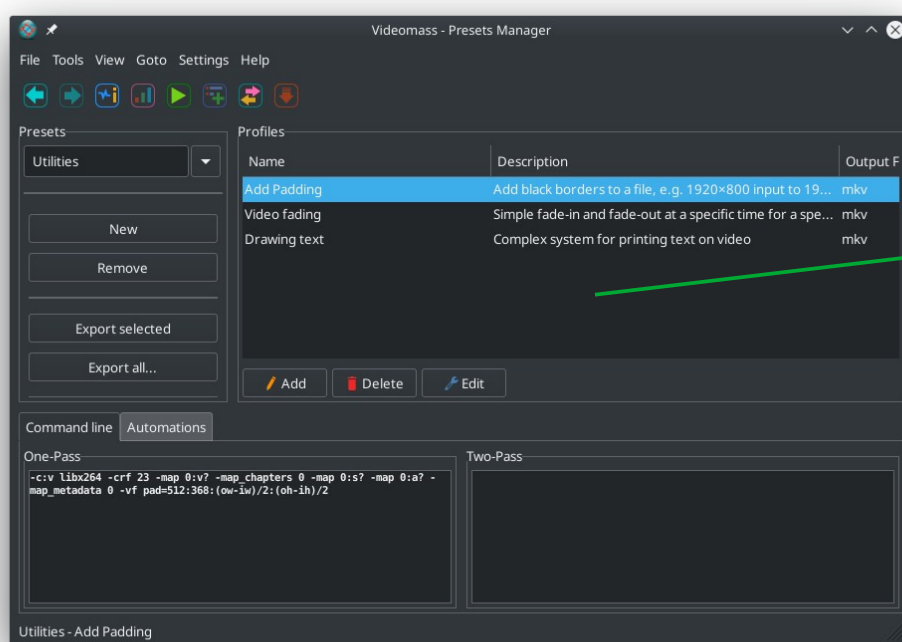 Videomass - Presets Manager
File Tools View Goto Settings Help
Presets
Utilities
New
Remove
Export selected
Export all...
Profiles
Name Description Output F
Add Padding Add black borders to a file, e.g. 1920×800 input to 19... mkv
Video fading Simple fade-in and fade-out at a specific time for a spe... mkv
Drawing text Complex system for printing text on video mkv
Add Delete Edit
Command line Automations
One-Pass
-c:v libx264 -crf 23 -map 0:v? -map_chapters 0 -map 0:s? -map 0:a? -
map_metadata 0 -vf pad=512:368:(ow-iw)/2:(oh-ih)/2
Two-Pass
Utilities - Add Padding